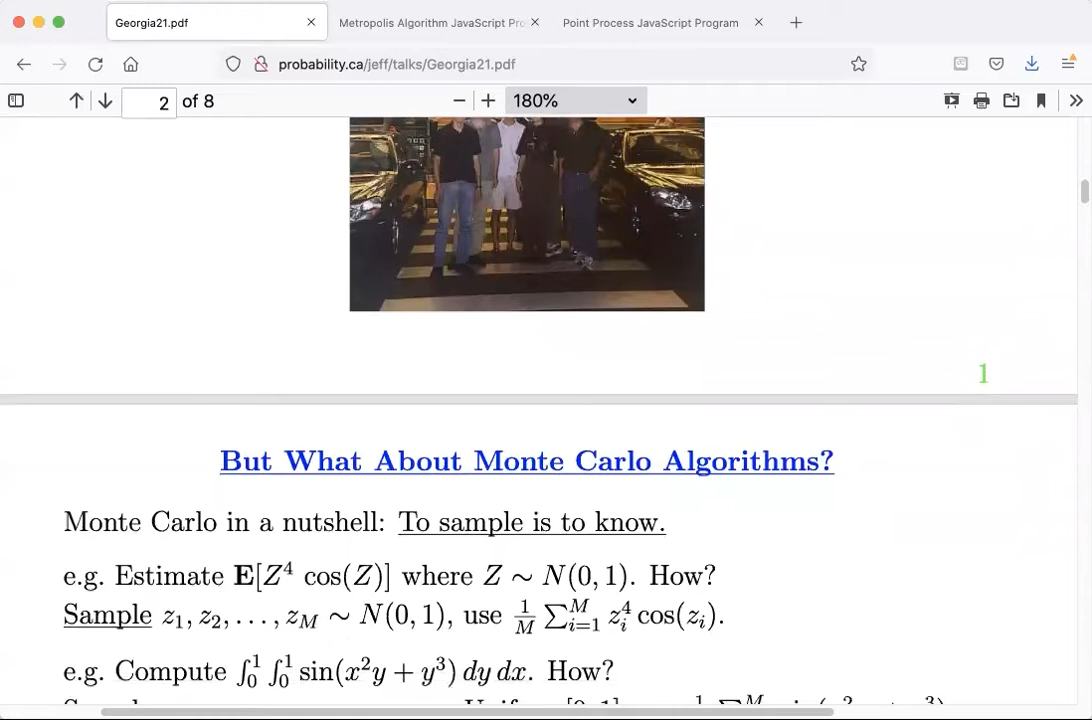 Georgia21.pdf
Metropolis Algorithm JavaScript Pro
Point Process JavaScript Program
probability.ca/jeff/talks/Georgia21.pdf
2 of 8
180%
1
But What About Monte Carlo Algorithms?
Monte Carlo in a nutshell: To sample is to know.
e.g. Estimate E[Z⁴ cos(Z)] where Z ∼ N(0, 1). How?
Sample z₁, z₂, . . . , z_M ∼ N(0, 1), use 1/M ∑_{i=1}^{M} z_i⁴ cos(z_i).
e.g. Compute ∫₀¹ ∫₀¹ sin(x²y + y³) dy dx. How?